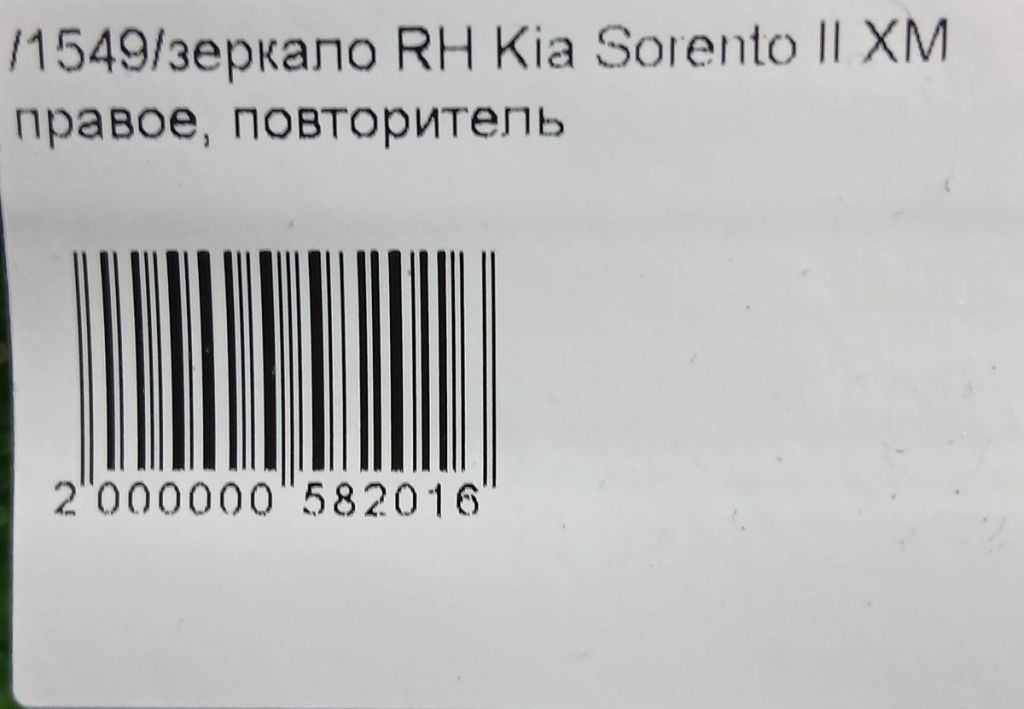 /1549/зеркало RH Kia Sorento II XM
правое, повторитель
2 000000 582016